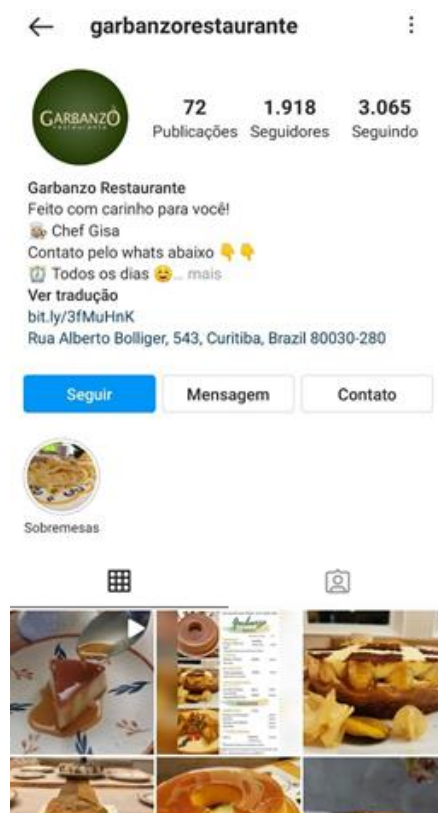 garbanzorestaurante
GARBANZO
restaurante
72 1.918 3.065
Publicações Seguidores Seguindo
Garbanzo Restaurante
Feito com carinho para você!
Chef Gisa
Contato pelo whats abaixo 👇👇
Todos os dias ☺️... mais
Ver tradução
bit.ly/3fMuHnK
Rua Alberto Bolliger, 543, Curitiba, Brazil 80030-280
Seguir Mensagem Contato
Sobremesas
Garbanzo